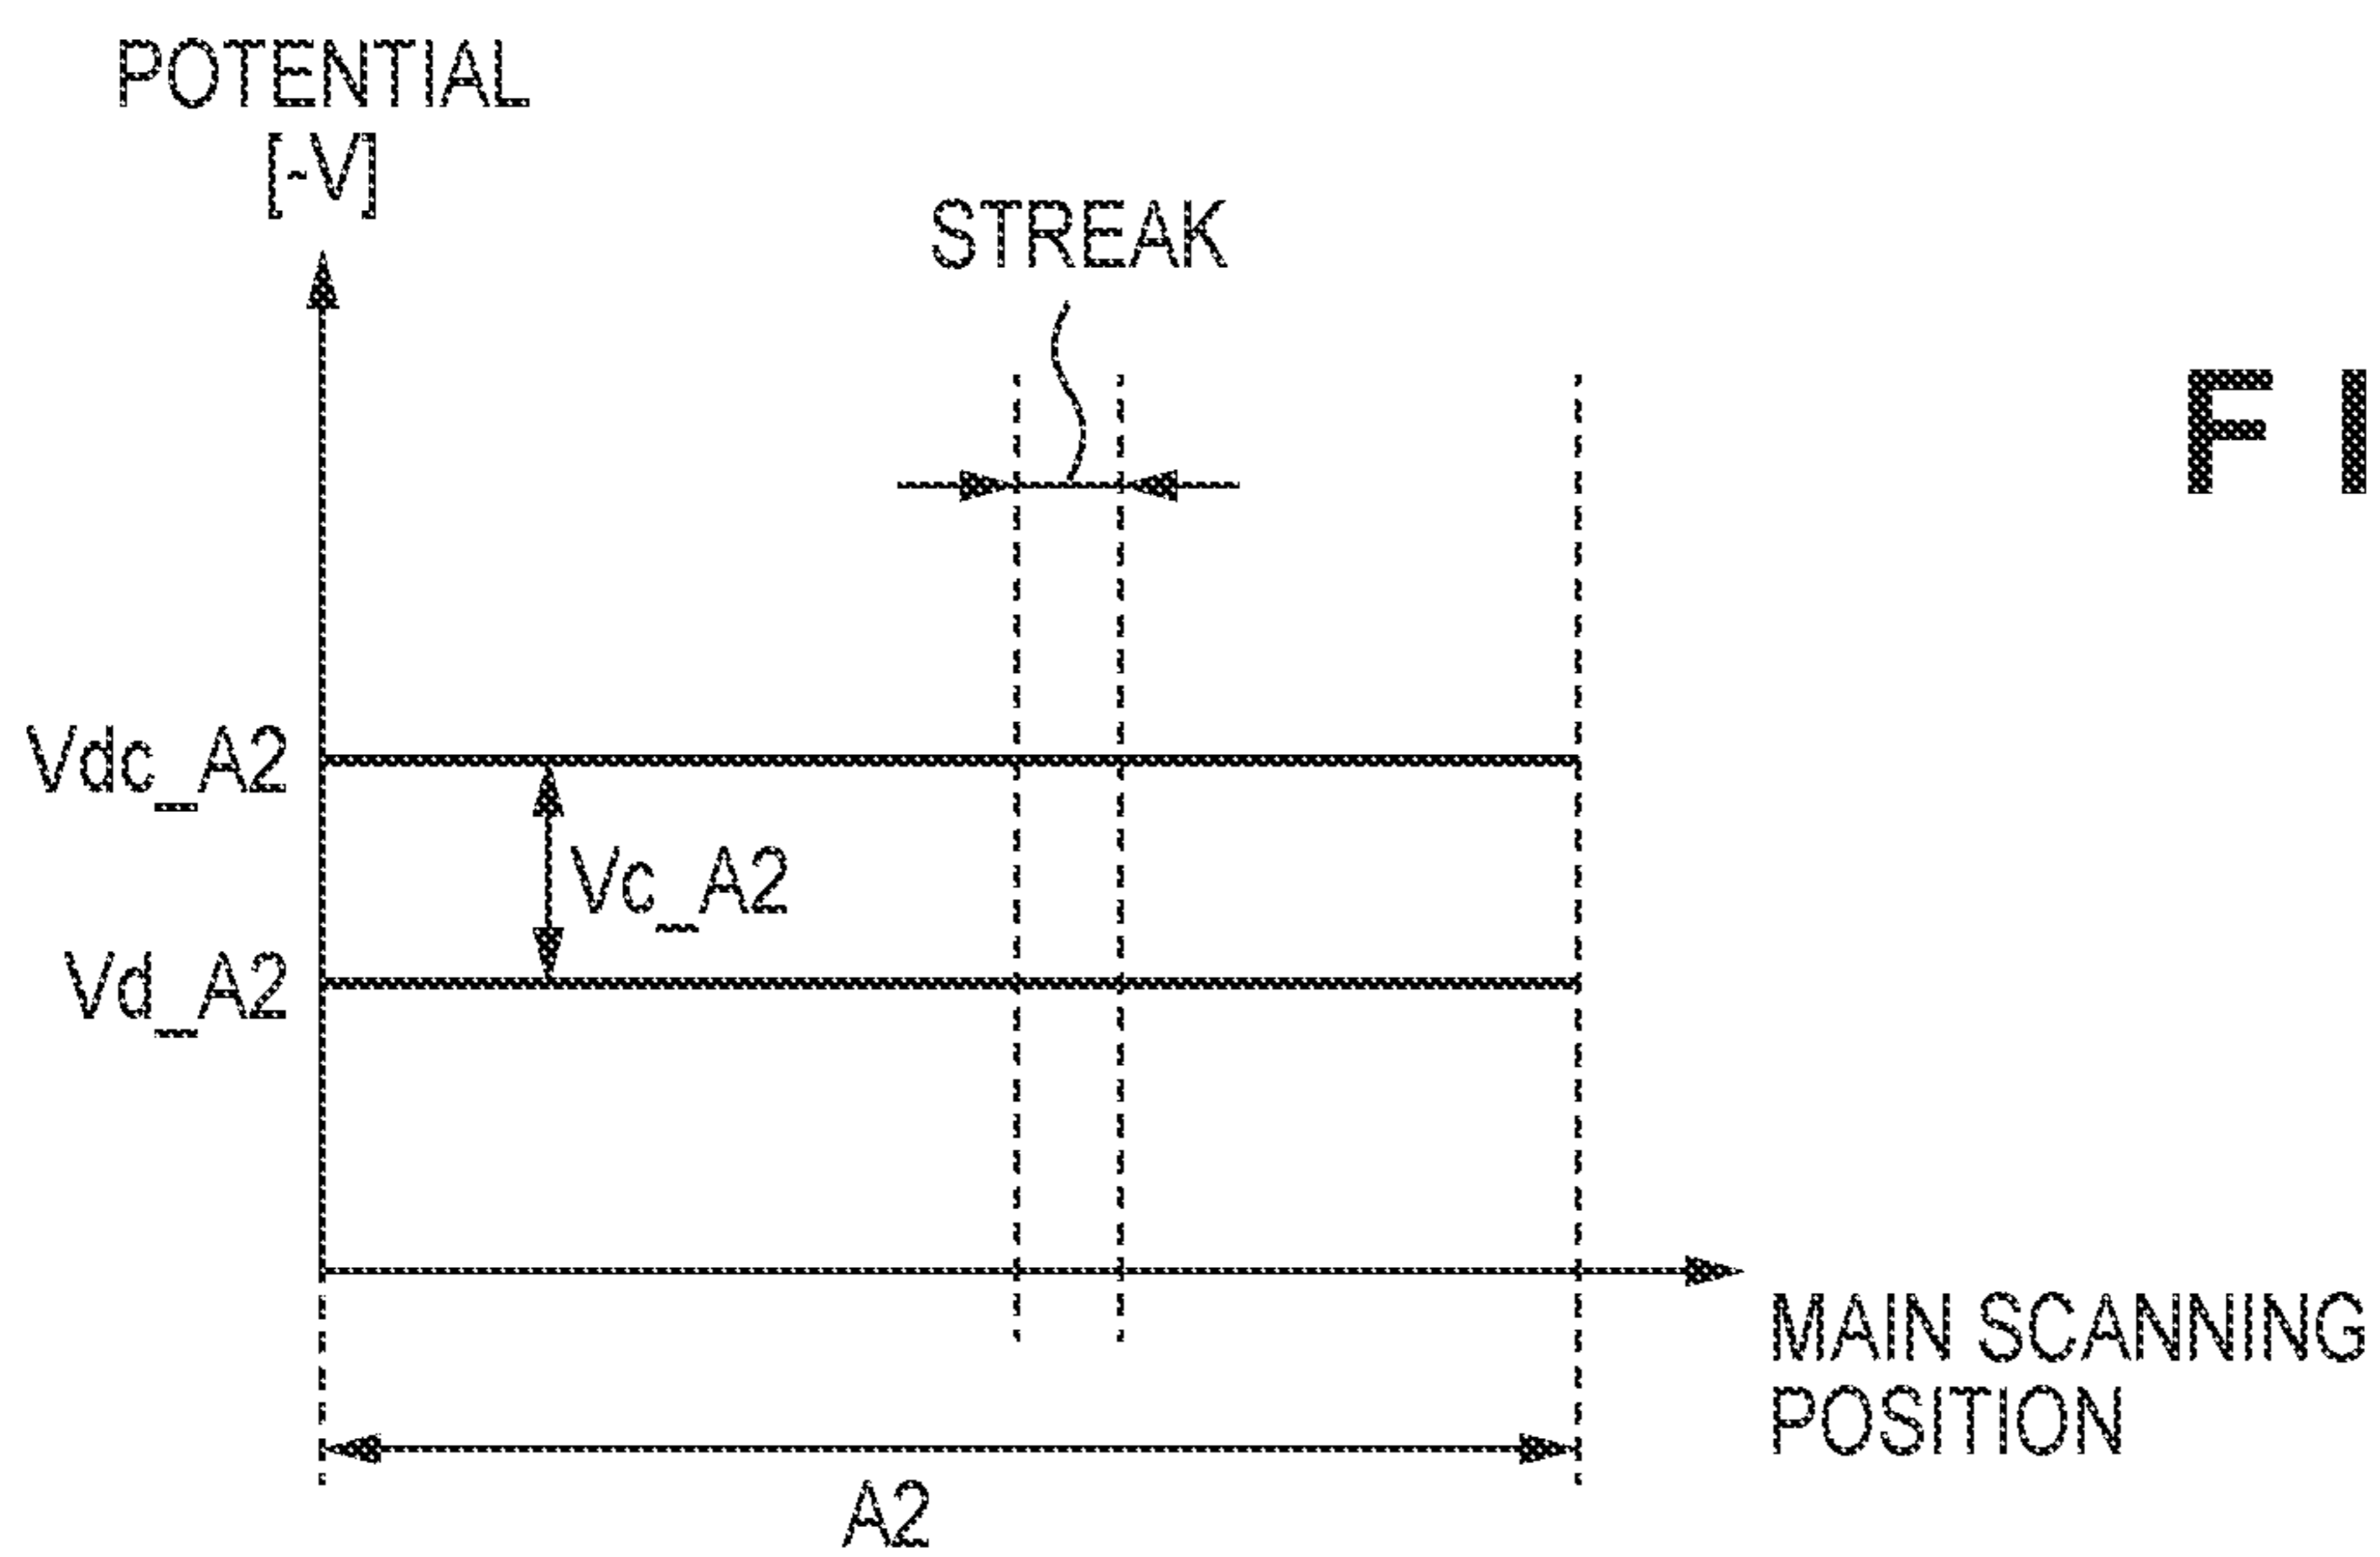 POTENTIAL
[-V]
STREAK
F I
Vdc_A2
Vc_A2
Vd_A2
MAIN SCANNING
POSITION
A2